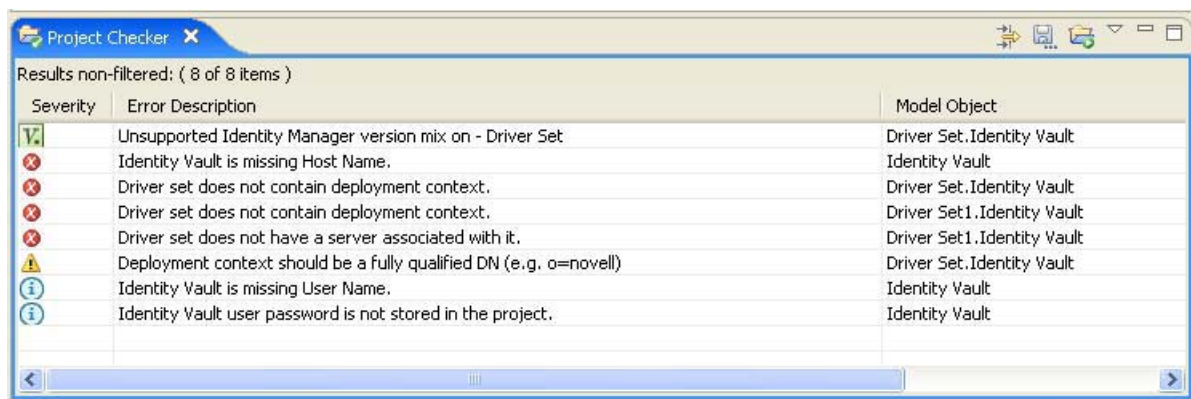 Project Checker
Results non-filtered: ( 8 of 8 items )
Severity Error Description Model Object
V. Unsupported Identity Manager version mix on - Driver Set Driver Set.Identity Vault
Identity Vault is missing Host Name. Identity Vault
Driver set does not contain deployment context. Driver Set.Identity Vault
Driver set does not contain deployment context. Driver Set1.Identity Vault
Driver set does not have a server associated with it. Driver Set1.Identity Vault
Deployment context should be a fully qualified DN (e.g. o=novell) Driver Set.Identity Vault
Identity Vault is missing User Name. Identity Vault
Identity Vault user password is not stored in the project. Identity Vault